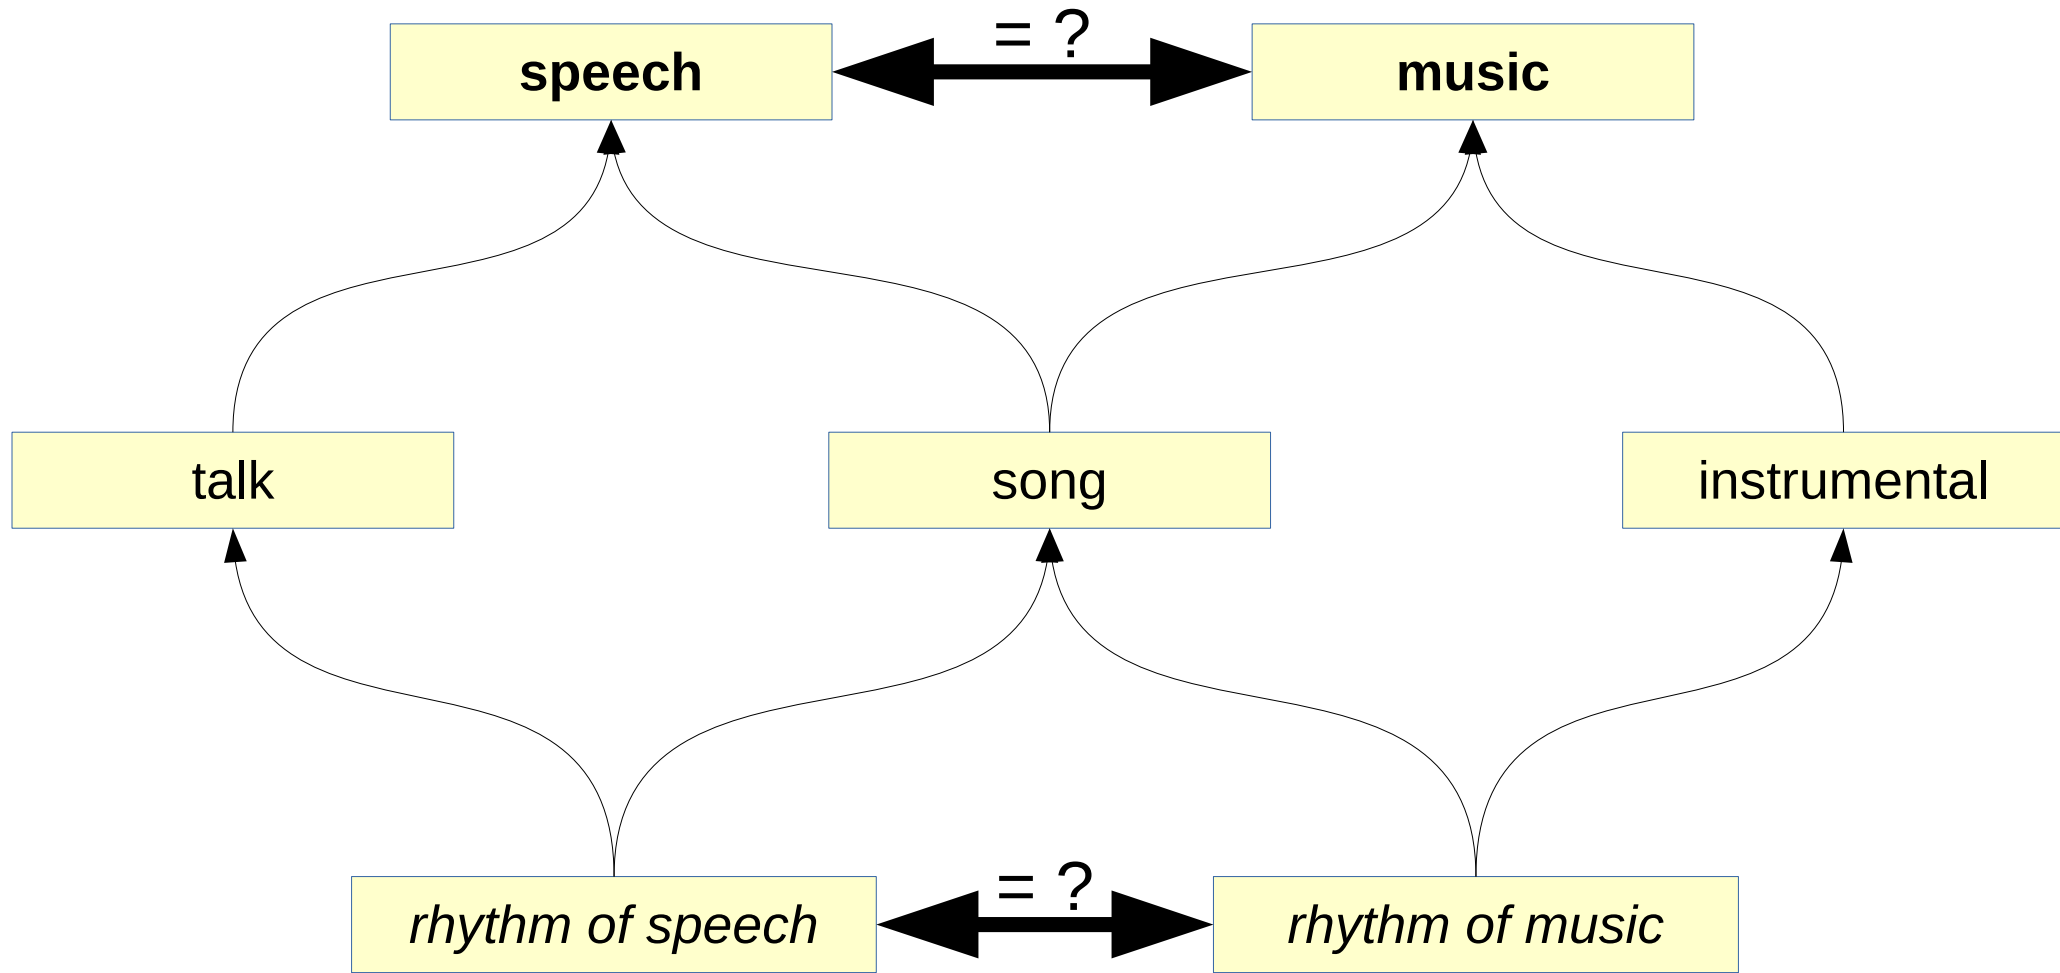 = ?
speech
music
talk
song
instrumental
= ?
rhythm of speech
rhythm of music